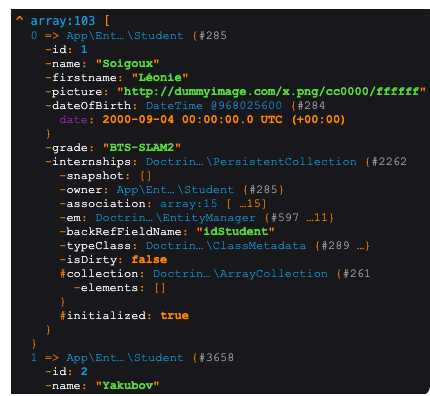 ^ array:103 [
0 => App\Ent…\Student {#285
-id: 1
-name: "Soigoux"
-firstname: "Léonie"
-picture: "http://dummyimage.com/x.png/cc0000/ffffff"
-dateOfBirth: DateTime @968025600 {#284
date: 2000-09-04 00:00:00.0 UTC (+00:00)
}
-grade: "BTS-SLAM2"
-internships: Doctrin…\PersistentCollection {#2262
-snapshot: []
-owner: App\Ent…\Student {#285}
-association: array:15 [ …15]
-em: Doctrin…\EntityManager {#597 …11}
-backRefFieldName: "idStudent"
-typeClass: Doctrin…\ClassMetadata {#289 …}
-isDirty: false
#collection: Doctrin…\ArrayCollection {#261
-elements: []
}
#initialized: true
}
}
1 => App\Ent…\Student {#3658
-id: 2
-name: "Yakubov"